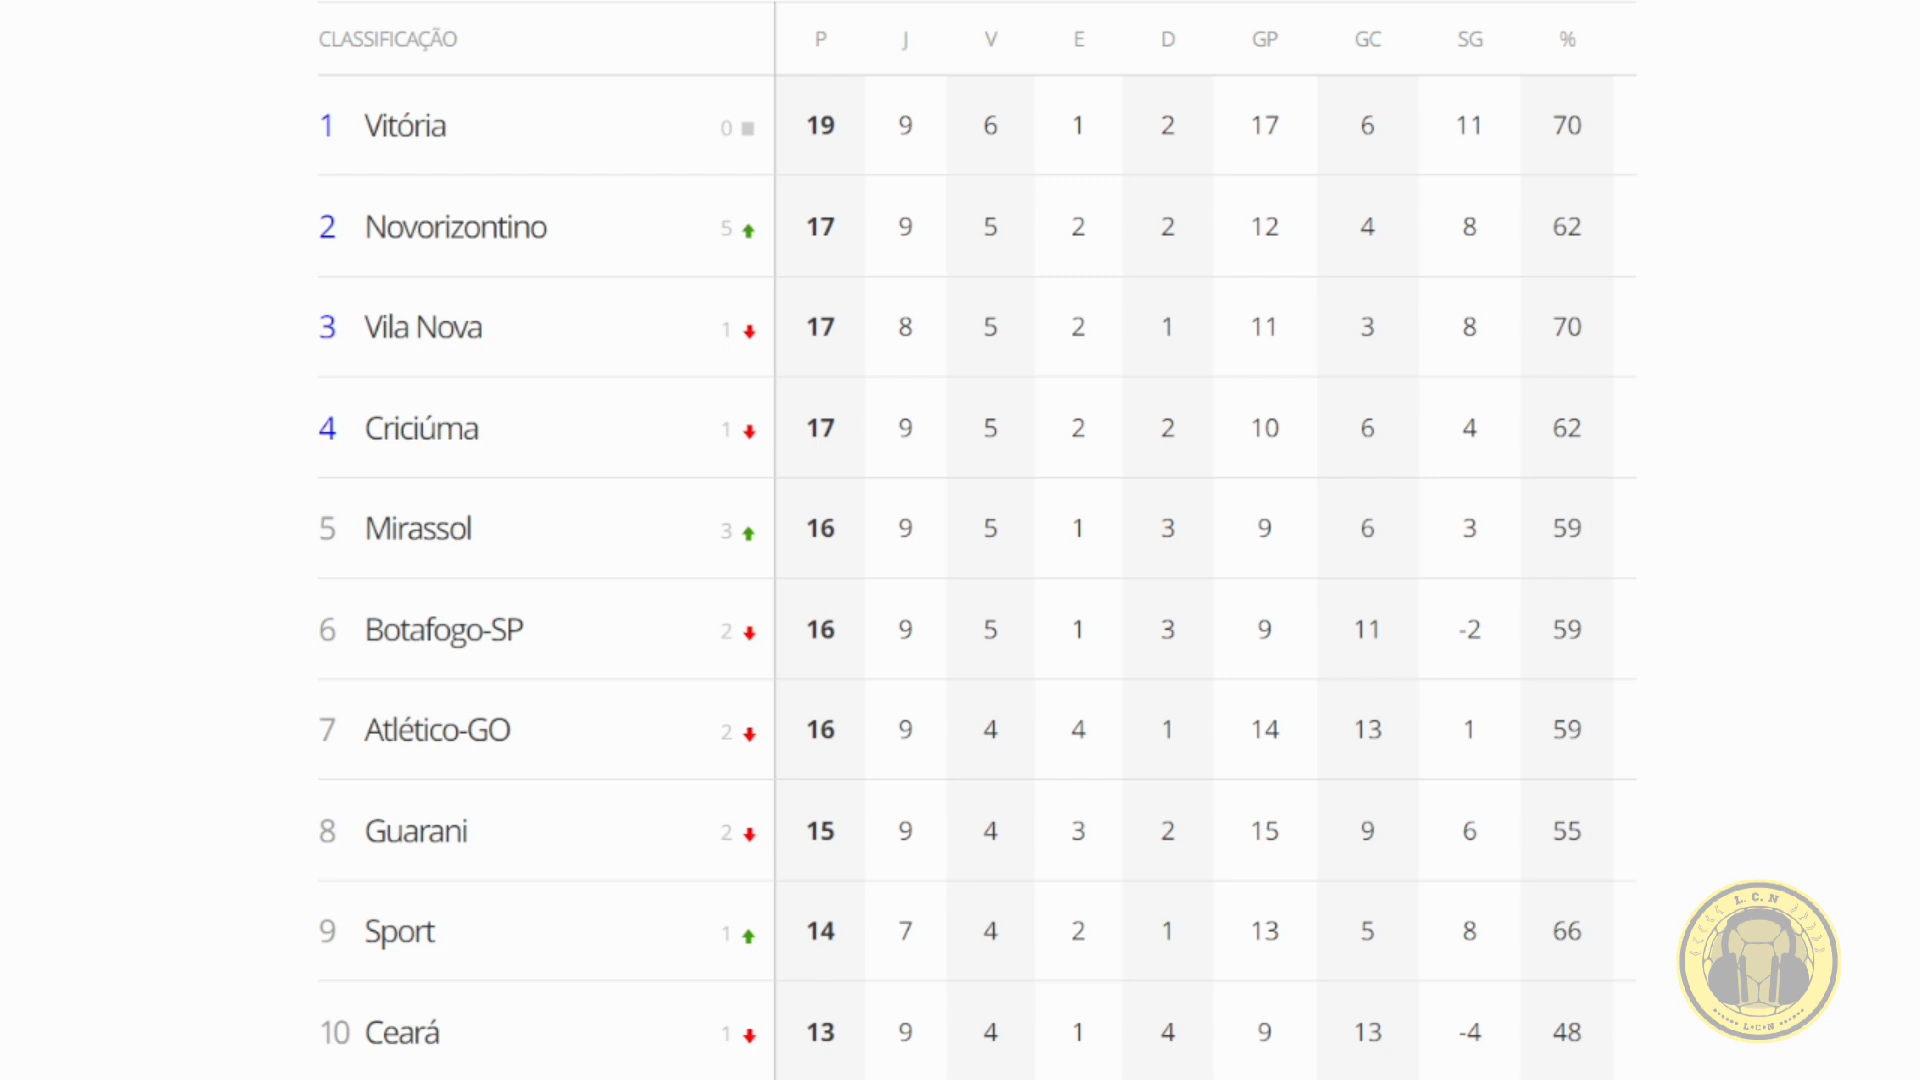 CLASSIFICAÇÃO P J V E D GP GC SG %
1 Vitória 0 19 9 6 1 2 17 6 11 70
2 Novorizontino 5 17 9 5 2 2 12 4 8 62
3 Vila Nova 1 17 8 5 2 1 11 3 8 70
4 Criciúma 1 17 9 5 2 2 10 6 4 62
5 Mirassol 3 16 9 5 1 3 9 6 3 59
6 Botafogo-SP 2 16 9 5 1 3 9 11 -2 59
7 Atlético-GO 2 16 9 4 4 1 14 13 1 59
8 Guarani 2 15 9 4 3 2 15 9 6 55
9 Sport 1 14 7 4 2 1 13 5 8 66
10 Ceará 1 13 9 4 1 4 9 13 -4 48
L. C. N
L•C•N